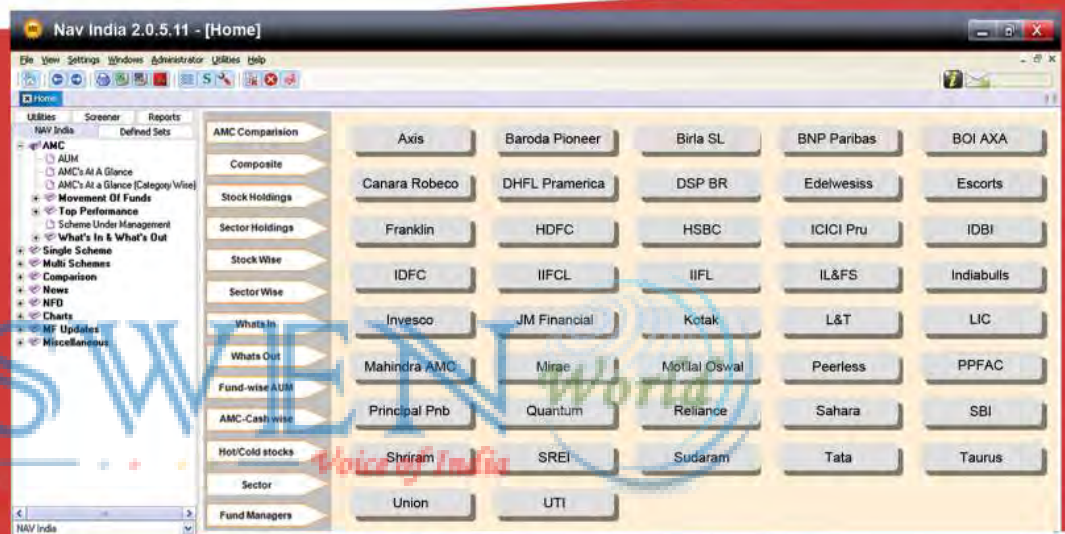 Nav India 2.0.5.11 - [Home]
File View Settings Windows Administrator Utilities Help
Home
Utilities Screener Reports
NAV India Defined Sets
AMC
AUM
AMC's At A Glance
AMC's At a Glance (Category Wise)
Movement Of Funds
Top Performance
Scheme Under Management
What's In & What's Out
Single Scheme
Multi Schemes
Comparison
News
NFO
Charts
MF Updates
Miscellaneous
NAV India
AMC Comparision
Composite
Stock Holdings
Sector Holdings
Stock Wise
Sector Wise
Whats In
Whats Out
Fund-wise AUM
AMC-Cash wise
Hot/Cold stocks
Sector
Fund Managers
Axis Baroda Pioneer Birla SL BNP Paribas BOI AXA
Canara Robeco DHFL Pramerica DSP BR Edelwesiss Escorts
Franklin HDFC HSBC ICICI Pru IDBI
IDFC IIFCL IIFL IL&FS Indiabulls
Invesco JM Financial Kotak L&T LIC
Mahindra AMC Mirae Motilal Oswal Peerless PPFAC
Principal Pnb Quantum Reliance Sahara SBI
Shriram SREI Sudaram Tata Taurus
Union UTI
SWEN
World
Voice of India